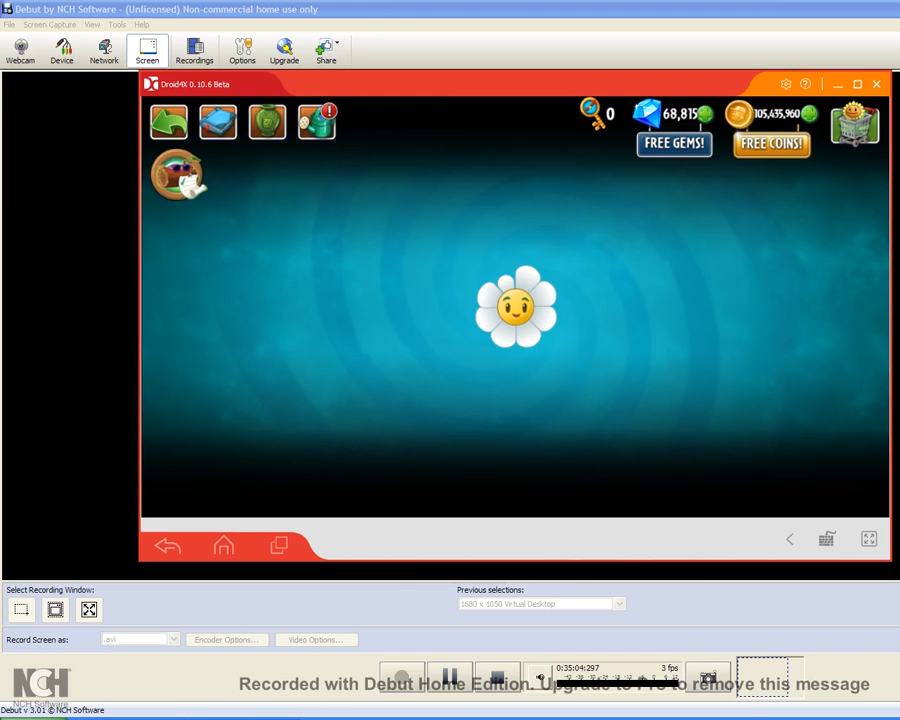 Debut by NCH Software - (Unlicensed) Non-commercial home use only
File Screen Capture View Tools Help
Webcam Device Network Screen Recordings Options Upgrade Share
Droid4X 0.10.6 Beta
0 68,815 105,435,960
FREE GEMS! FREE COINS!
Select Recording Window: Previous selections:
1680 x 1050 Virtual Desktop
Record Screen as: .avi Encoder Options... Video Options...
0:35:04:297 3 fps
NCH
NCH Software
Recorded with Debut Home Edition. Upgrade to Pro to remove this message
Debut v 3.01 © NCH Software